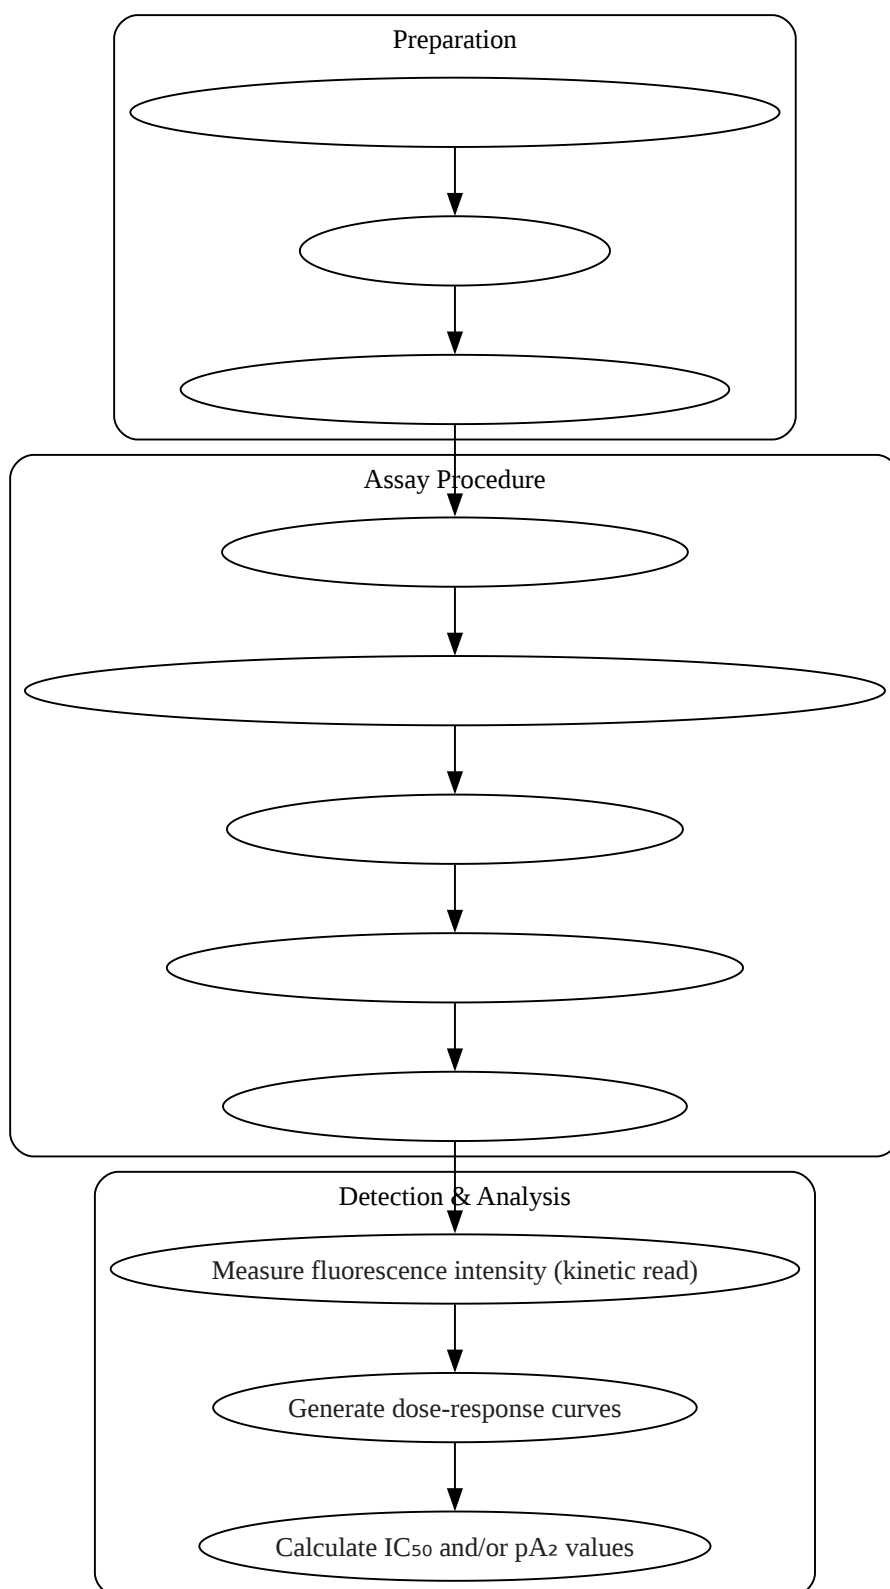 Preparation
Assay Procedure
Detection & Analysis
Measure fluorescence intensity (kinetic read)
Generate dose-response curves
Calculate IC₅₀ and/or pA₂ values